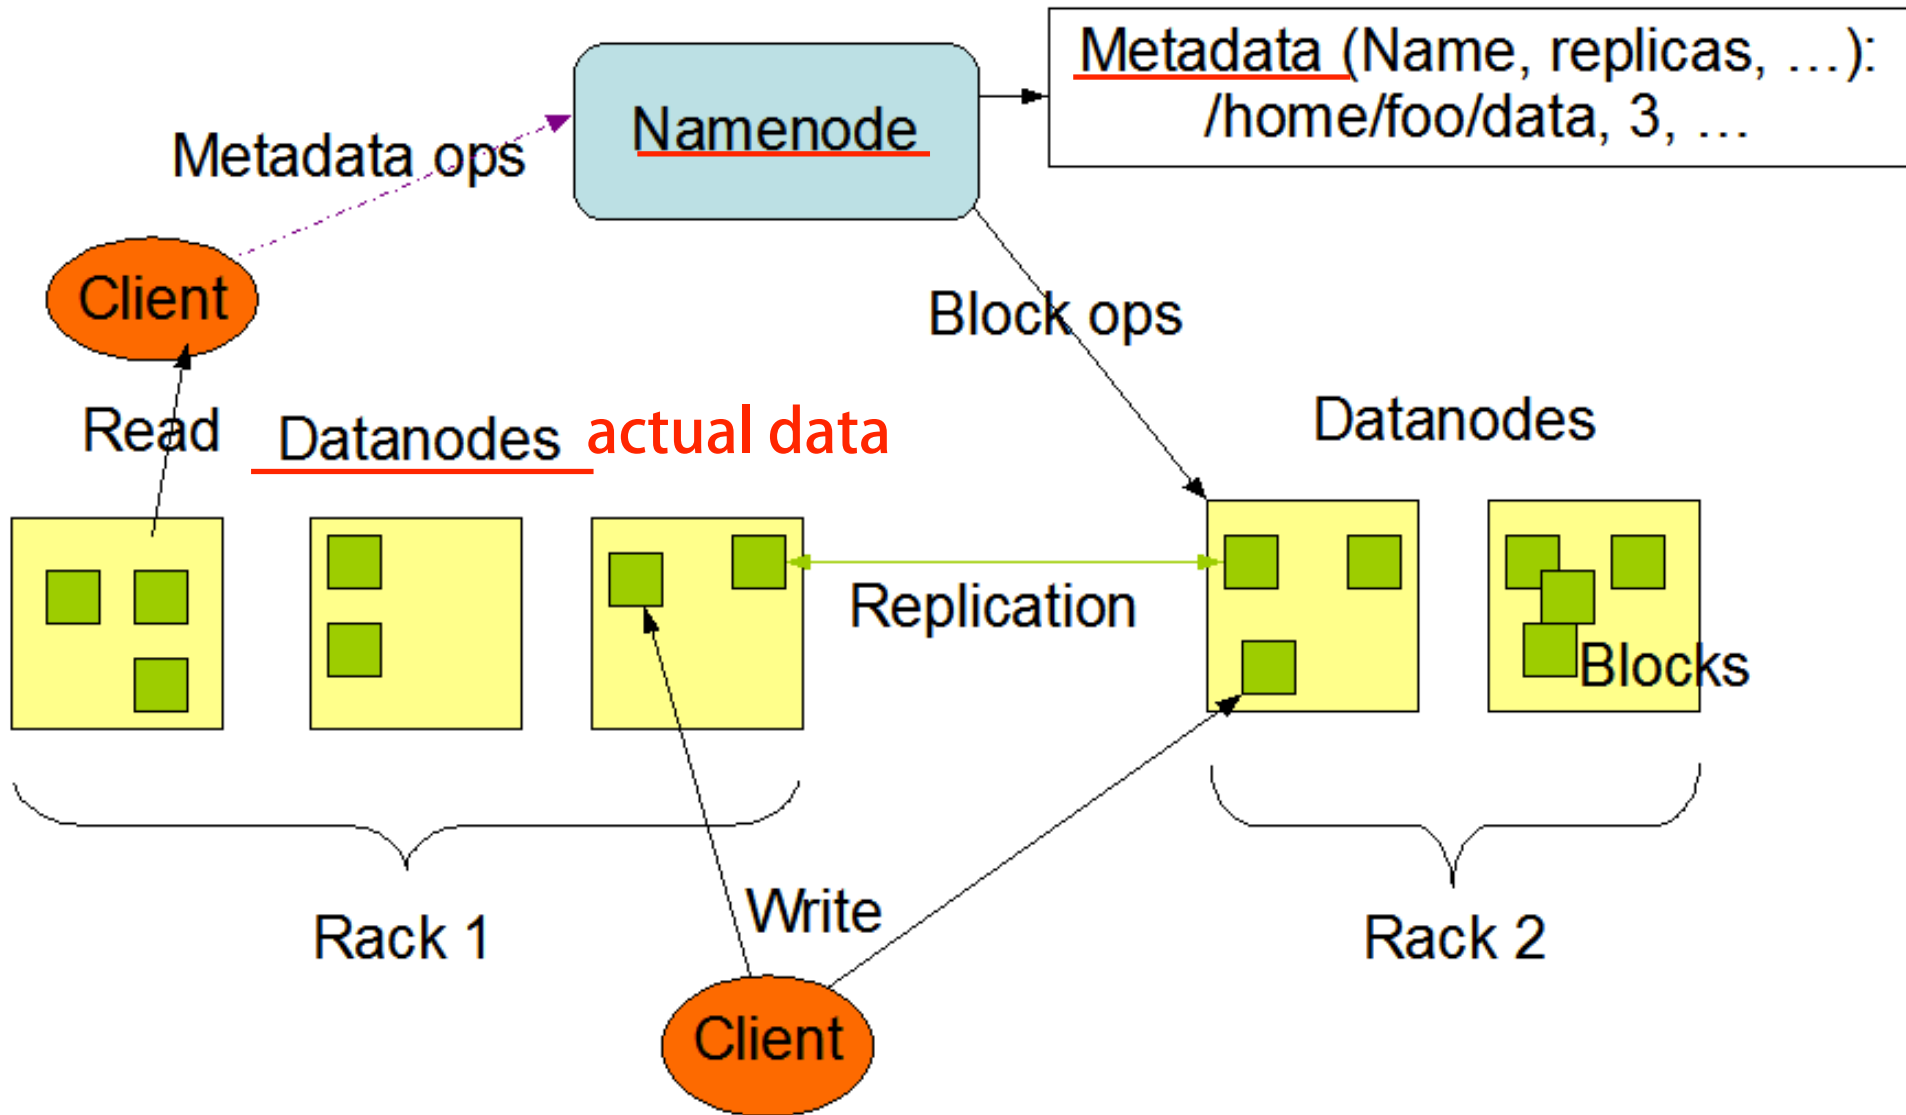 Metadata (Name, replicas, ...):
/home/foo/data, 3, ...
Namenode
Metadata ops
Client
Block ops
Read
Datanodes actual data
Datanodes
Replication
Blocks
Rack 1
Write
Rack 2
Client